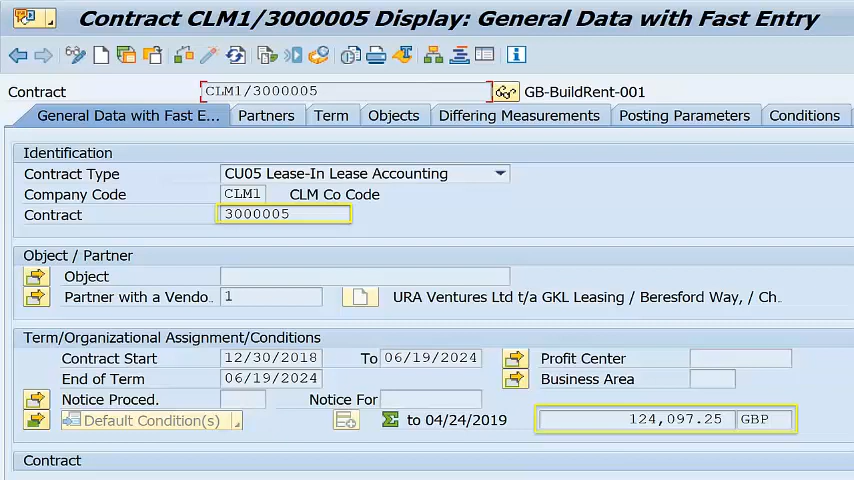 Contract CLM1/3000005 Display: General Data with Fast Entry
Contract CLM1/3000005 GB-BuildRent-001
General Data with Fast E... Partners Term Objects Differing Measurements Posting Parameters Conditions
Identification
Contract Type CU05 Lease-In Lease Accounting
Company Code CLM1 CLM Co Code
Contract 3000005
Object / Partner
Object
Partner with a Vendo.. 1 URA Ventures Ltd t/a GKL Leasing / Beresford Way, / Ch..
Term/Organizational Assignment/Conditions
Contract Start 12/30/2018 To 06/19/2024 Profit Center
End of Term 06/19/2024 Business Area
Notice Proced. Notice For
Default Condition(s) Σ to 04/24/2019 124,097.25 GBP
Contract